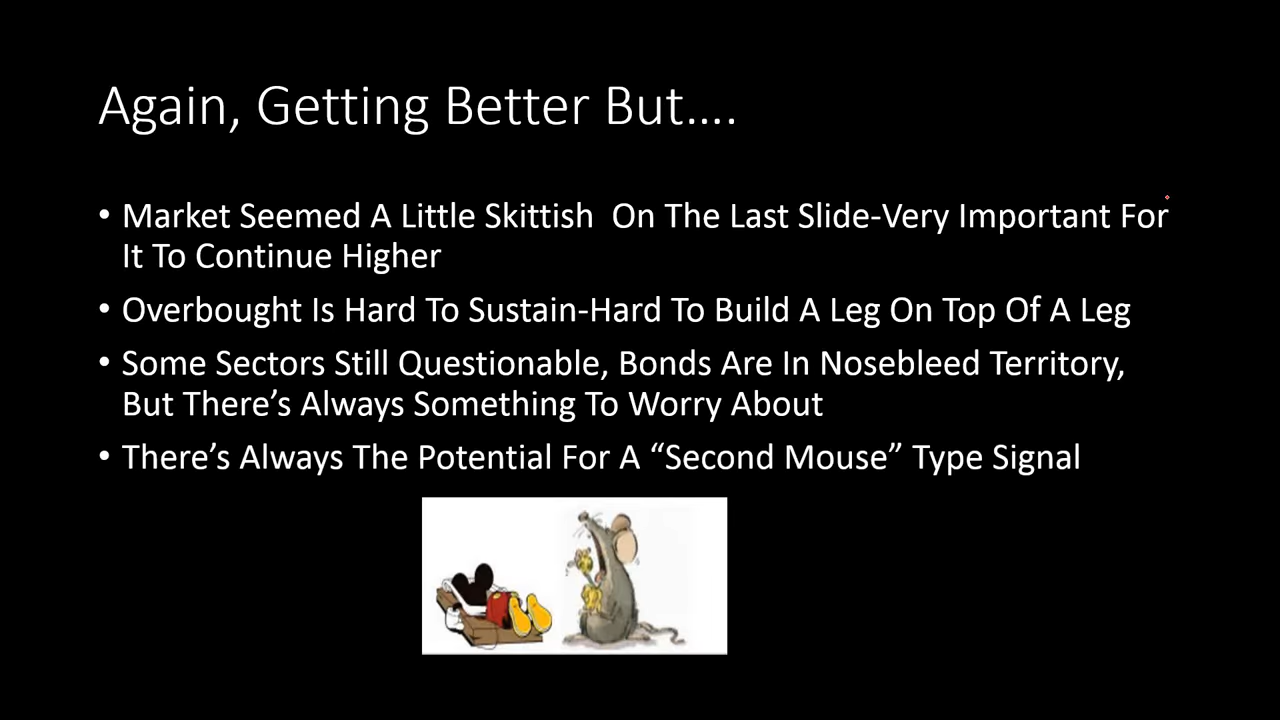 Again, Getting Better But....
• Market Seemed A Little Skittish  On The Last Slide-Very Important For
It To Continue Higher
• Overbought Is Hard To Sustain-Hard To Build A Leg On Top Of A Leg
• Some Sectors Still Questionable, Bonds Are In Nosebleed Territory,
But There’s Always Something To Worry About
• There’s Always The Potential For A “Second Mouse” Type Signal